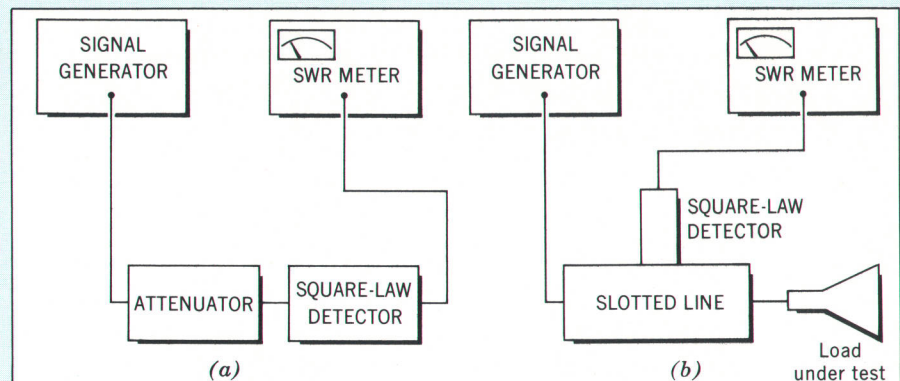 SIGNAL
GENERATOR
SWR METER
ATTENUATOR
SQUARE-LAW
DETECTOR
(a)
SIGNAL
GENERATOR
SWR METER
SQUARE-LAW
DETECTOR
SLOTTED LINE
Load
under test
(b)